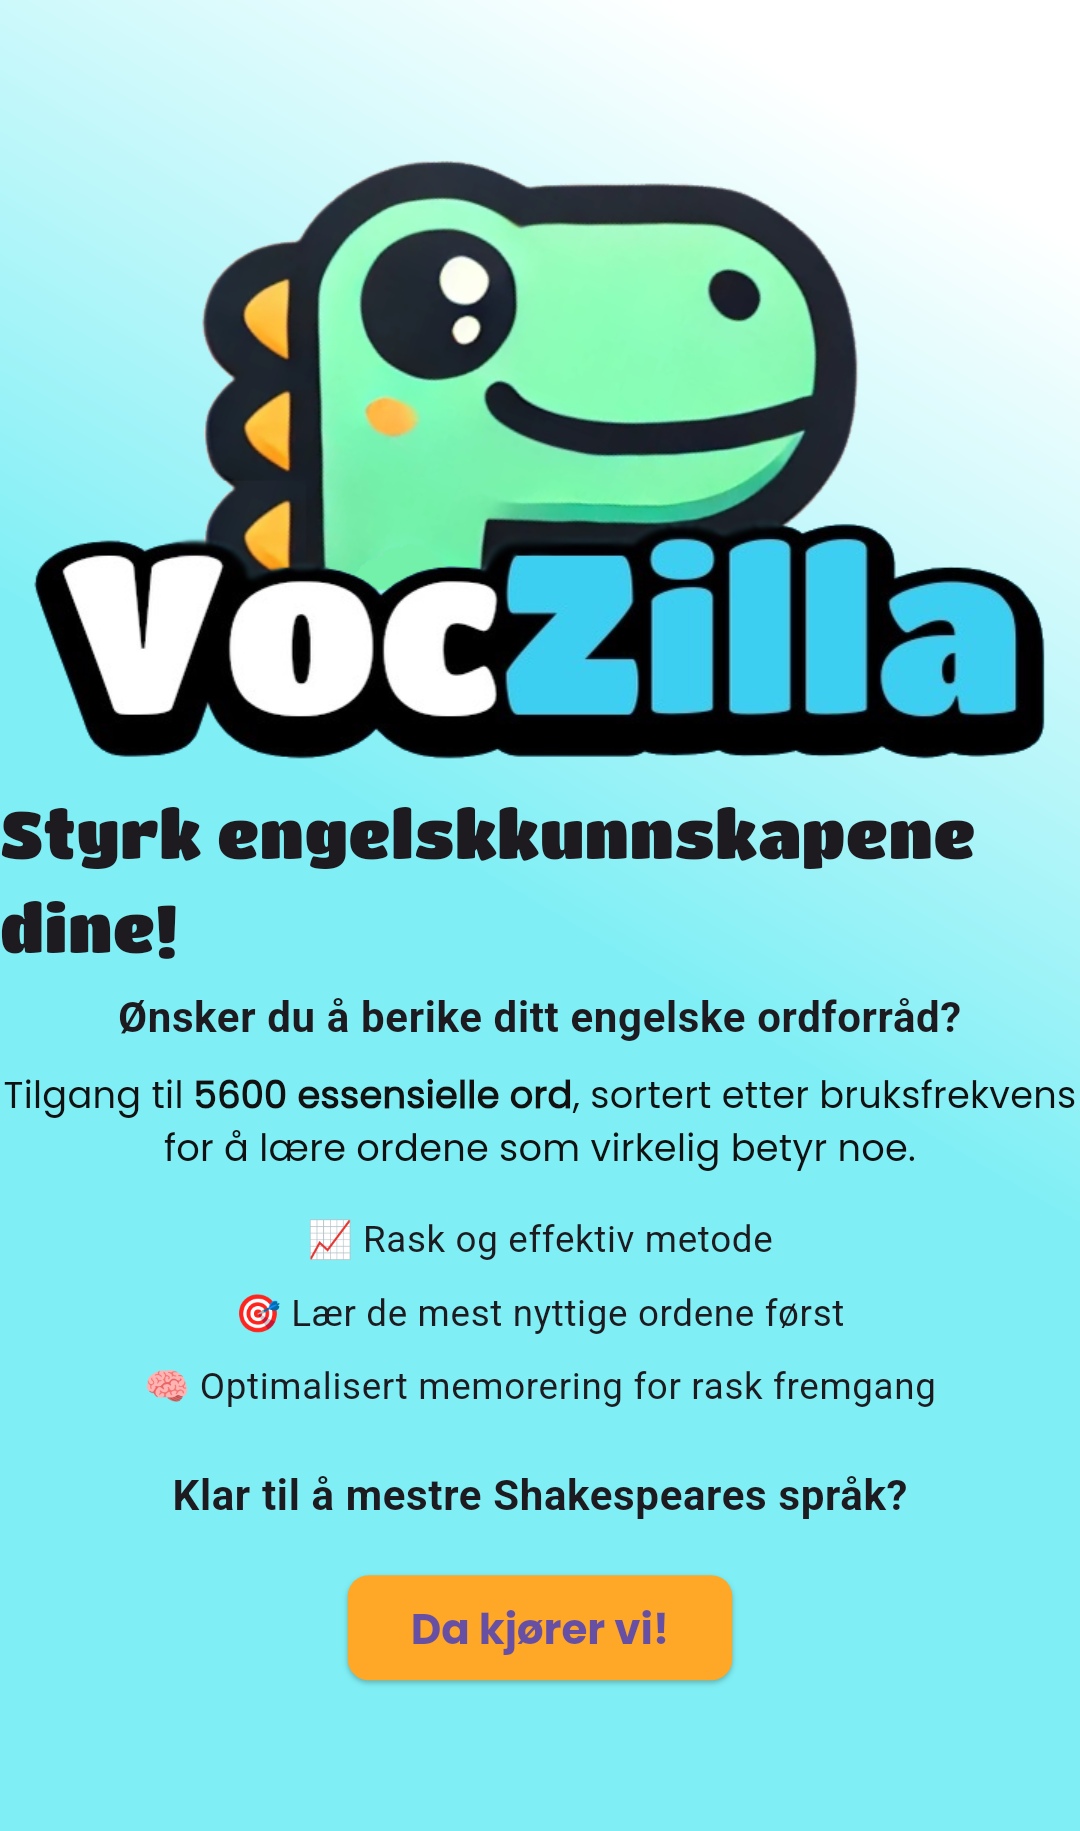 VocZilla
Styrk engelskkunnskapene
dine!
Ønsker du å berike ditt engelske ordforråd?
Tilgang til 5600 essensielle ord, sortert etter bruksfrekvens
for å lære ordene som virkelig betyr noe.
📈 Rask og effektiv metode
🎯 Lær de mest nyttige ordene først
🧠 Optimalisert memorering for rask fremgang
Klar til å mestre Shakespeares språk?
Da kjører vi!